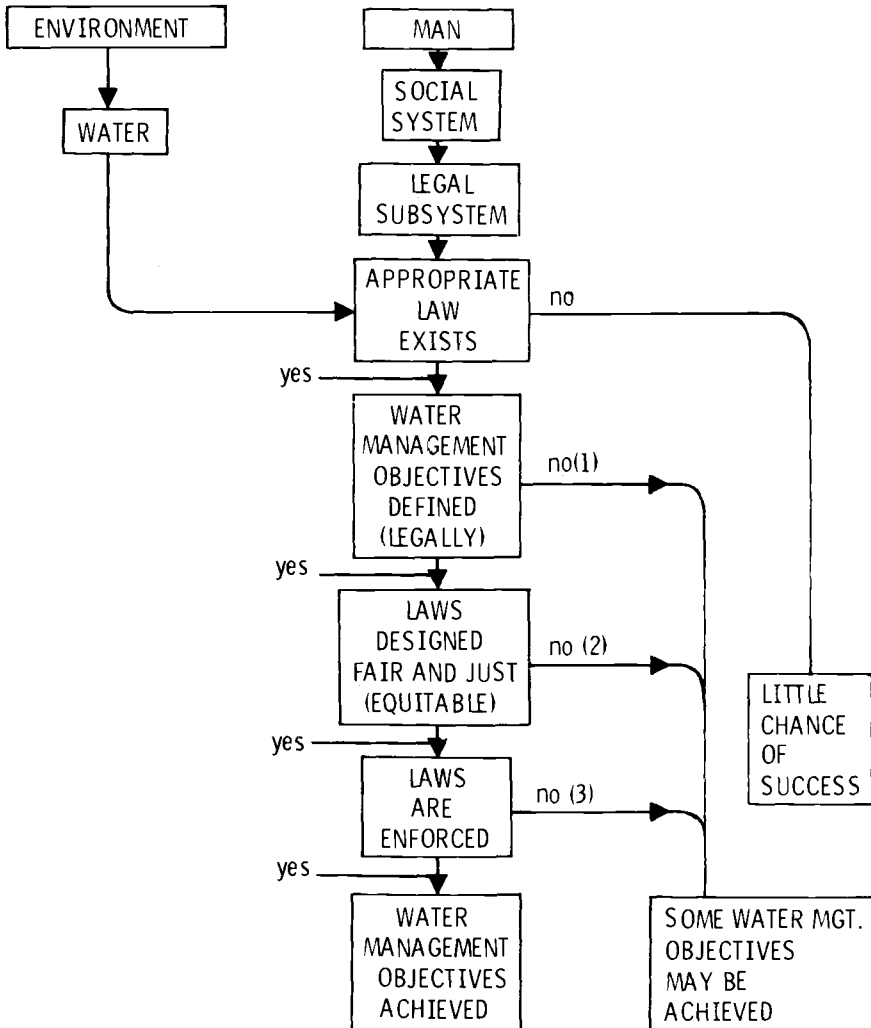 ENVIRONMENT
MAN
SOCIAL
SYSTEM
WATER
LEGAL
SUBSYSTEM
APPROPRIATE
LAW
EXISTS
no
yes
WATER
MANAGEMENT
OBJECTIVES
DEFINED
(LEGALLY)
no(1)
yes
LAWS
DESIGNED
FAIR AND JUST
(EQUITABLE)
no (2)
LITTLE
CHANCE
OF
SUCCESS
yes
LAWS
ARE
ENFORCED
no (3)
yes
WATER
MANAGEMENT
OBJECTIVES
ACHIEVED
SOME WATER MGT.
OBJECTIVES
MAY BE
ACHIEVED